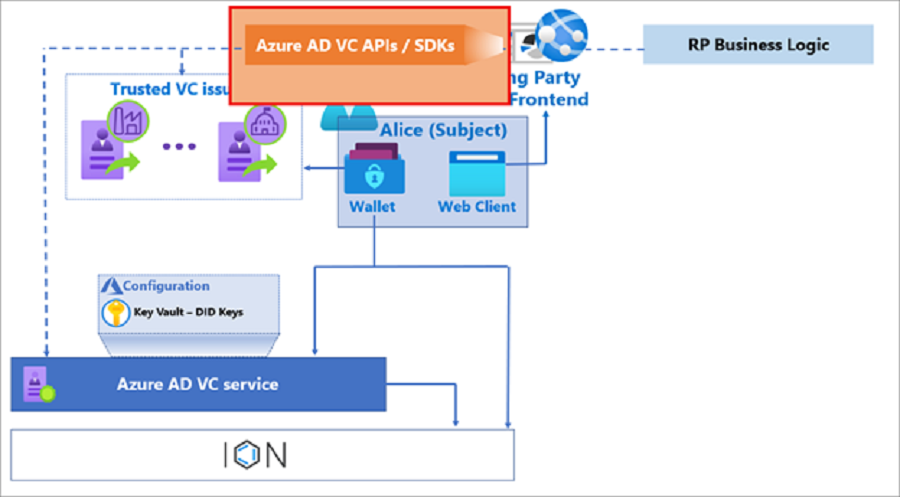 Azure AD VC APIs / SDKs
RP Business Logic
ng Party
Frontend
Trusted VC issu
Alice (Subject)
Wallet
Web Client
Configuration
Key Vault – DID Keys
Azure AD VC service
ION